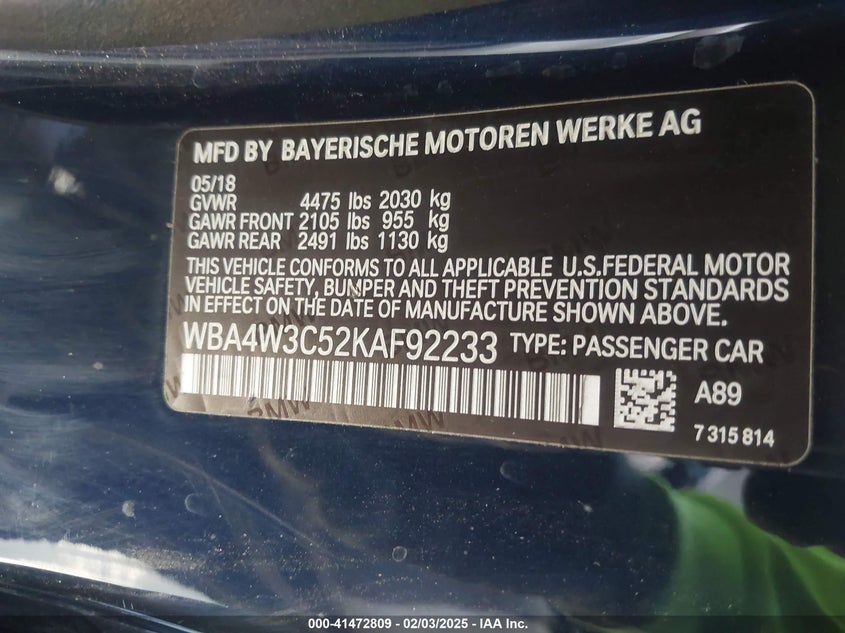 MFD BY BAYERISCHE MOTOREN WERKE AG
05/18
GVWR 4475 lbs 2030 kg
GAWR FRONT 2105 lbs 955 kg
GAWR REAR 2491 lbs 1130 kg
THIS VEHICLE CONFORMS TO ALL APPLICABLE U.S.FEDERAL MOTOR
VEHICLE SAFETY, BUMPER AND THEFT PREVENTION STANDARDS
IN EFFECT ON THE DATE OF MANUFACTURE SHOWN ABOVE.
WBA4W3C52KAF92233 TYPE: PASSENGER CAR
A89
7 315 814
BMW
BMW
000-41472809 - 02/03/2025 - IAA Inc.